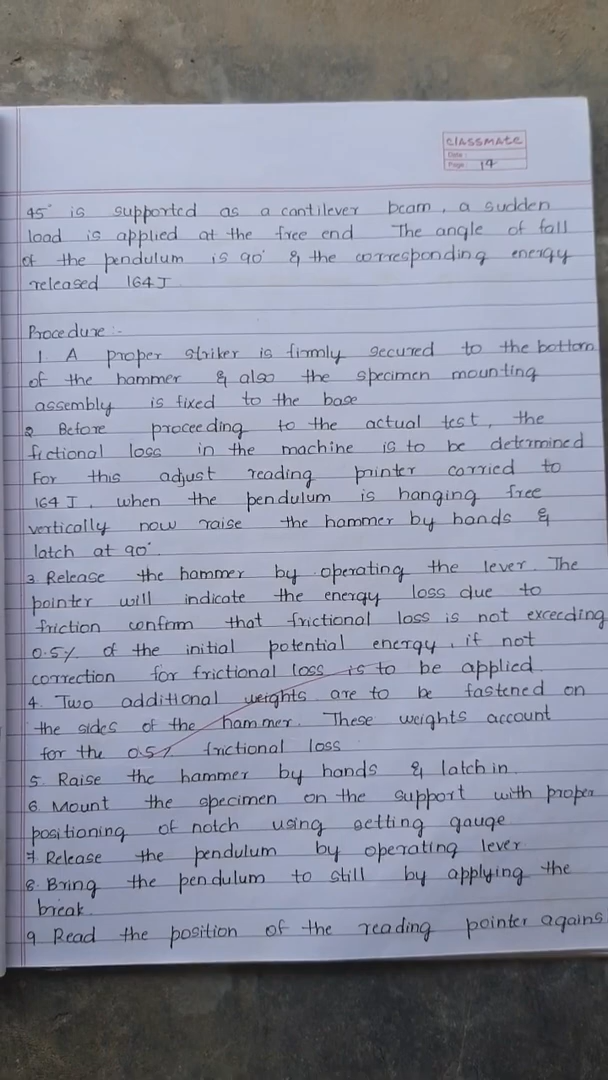 classmate
Date :
Page : 14
45° is supported as a cantilever beam, a sudden
load is applied at the free end The angle of fall
of the pendulum is 90° & the corresponding energy
released 164 J
Procedure :-
1. A proper striker is firmly secured to the bottom
of the hammer & also the specimen mounting
assembly is fixed to the base
2. Before proceeding to the actual test, the
fictional loss in the machine is to be determined
For this adjust reading printer carried to
164 J, when the pendulum is hanging free
vertically now raise the hammer by hands &
latch at 90°.
3. Release the hammer by operating the lever. The
pointer will indicate the energy loss due to
friction confirm that frictional loss is not exceeding
0.5% of the initial potential energy, if not
correction for frictional loss is to be applied.
4. Two additional weights are to be fastened on
the sides of the hammer. These weights account
for the 0.5% frictional loss
5. Raise the hammer by hands & latch in.
6. Mount the specimen on the support with proper
positioning of notch using setting gauge
7. Release the pendulum by operating lever
8. Bring the pendulum to still by applying the
break.
9. Read the position of the reading pointer agains